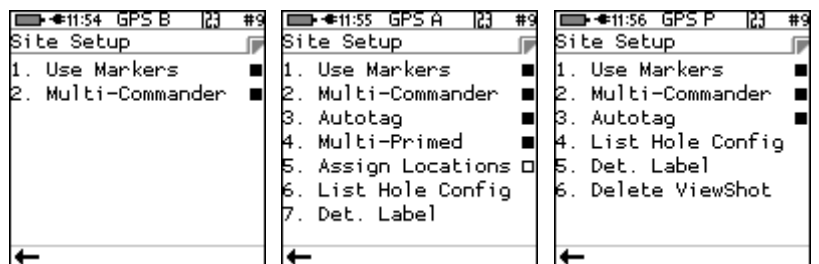 11:54 GPS B 123 #9
Site Setup
1. Use Markers
2. Multi-Commander
11:55 GPS A 123 #9
Site Setup
1. Use Markers
2. Multi-Commander
3. Autotag
4. Multi-Primed
5. Assign Locations
6. List Hole Config
7. Det. Label
11:56 GPS P 123 #9
Site Setup
1. Use Markers
2. Multi-Commander
3. Autotag
4. List Hole Config
5. Det. Label
6. Delete ViewShot